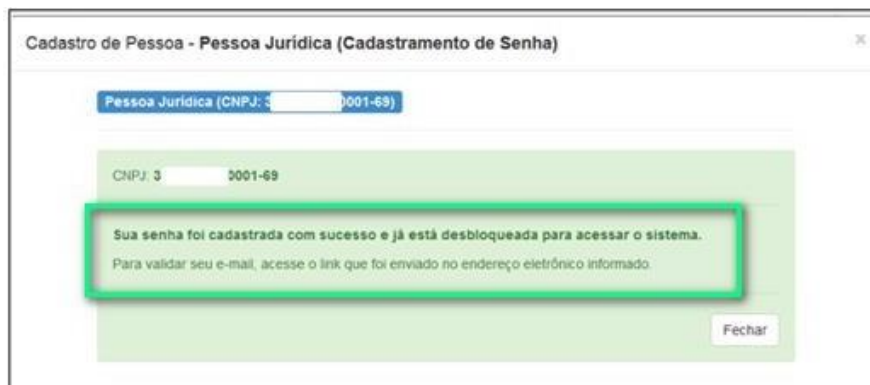 Cadastro de Pessoa - Pessoa Jurídica (Cadastramento de Senha)
×
Pessoa Jurídica (CNPJ: 3 0001-69)
CNPJ: 3 0001-69
Sua senha foi cadastrada com sucesso e já está desbloqueada para acessar o sistema.
Para validar seu e-mail, acesse o link que foi enviado no endereço eletrônico informado.
Fechar